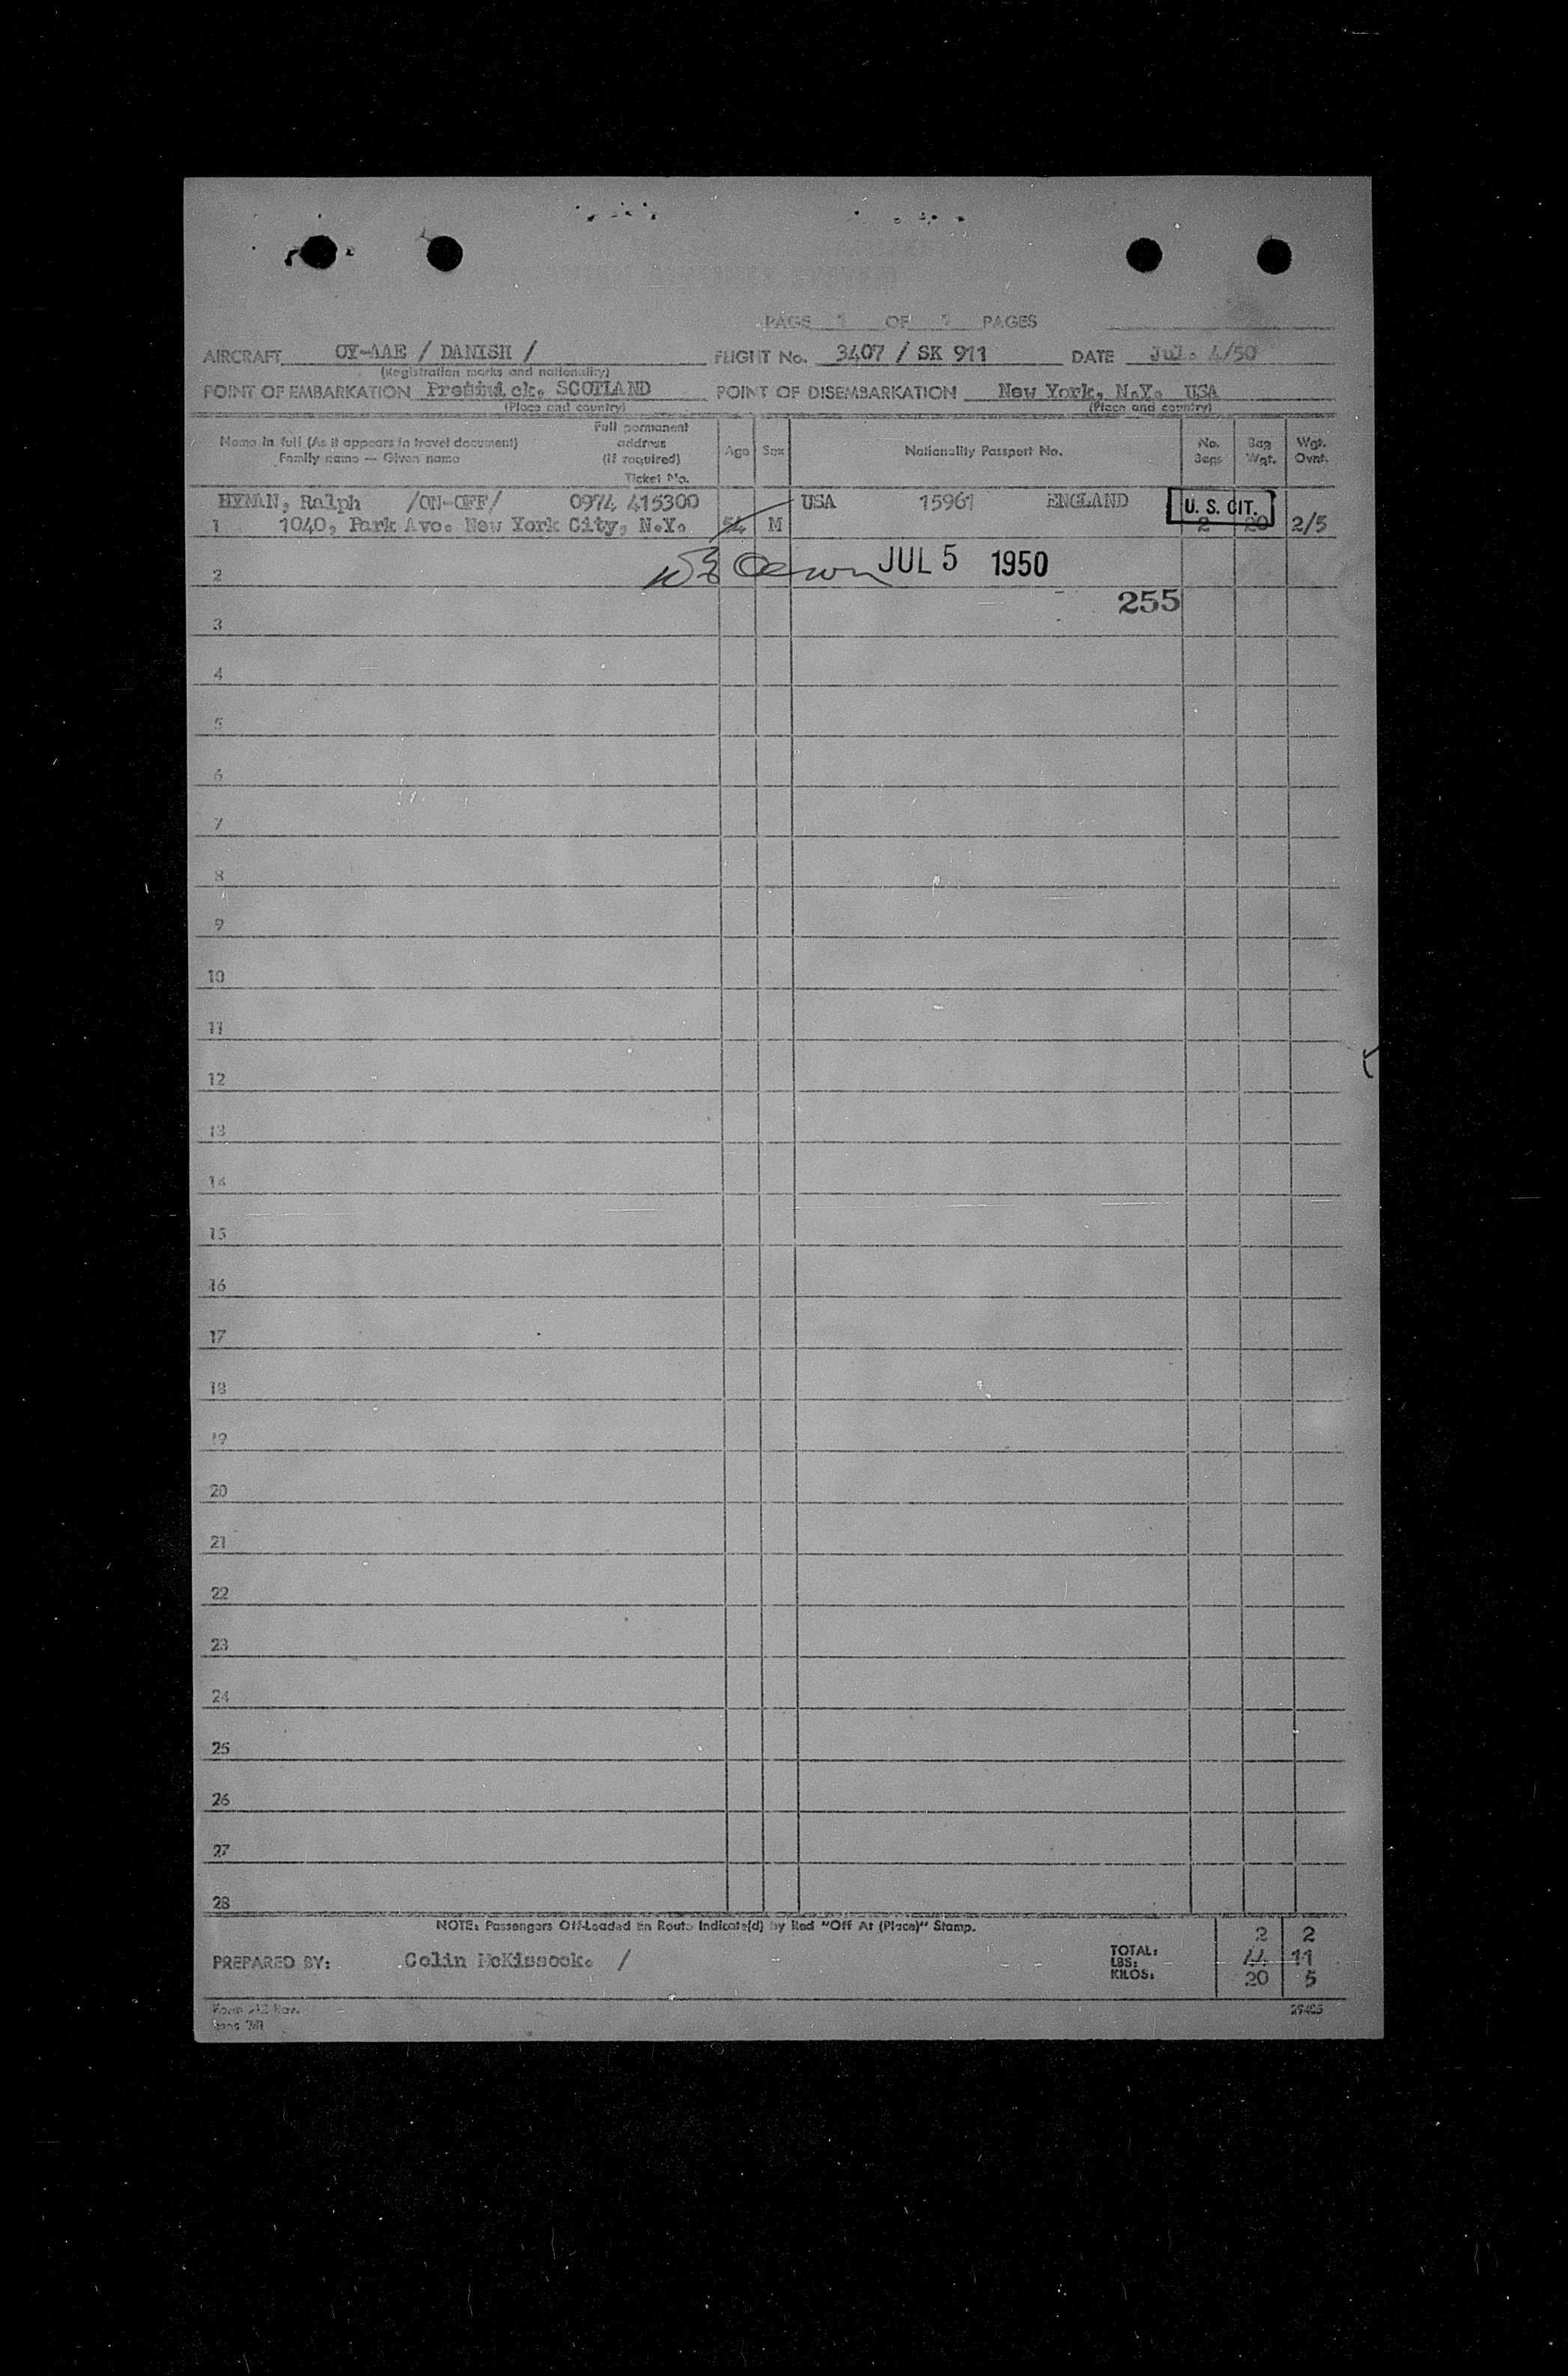 PAGE 1 OF 1 PAGES
AIRCRAFT OY-AAE / DANISH / FLIGHT No. 3407 / SK 911 DATE Jul. 4/50
(Registration marks and nationality)
POINT OF EMBARKATION Prestwick, SCOTLAND POINT OF DISEMBARKATION New York, N.Y. USA
(Place and country) (Place and country)
Name in full (As it appears in travel document) Family name — Given name
Full permanent address (if required) Ticket No.
Age Sex Nationality Passport No. No. Bags Bag Wgt. Wgt. Ovnt.
HYMAN, Ralph /ON-OFF/ 0974 415300 USA 15961 ENGLAND U. S. CIT.
1 1040, Park Ave. New York City, N.Y. 54 M 2 20 2/5
2 JUL 5 1950
255
3
4
5
6
7
8
9
10
11
12
13
14
15
16
17
18
19
20
21
22
23
24
25
26
27
28
NOTE: Passengers Off-Loaded En Route Indicate(d) by Red "Off At (Place)" Stamp.
2 2
PREPARED BY: Colin McKissock. / TOTAL:
LBS: 44 11
KILOS: 20 5
Form Rev.